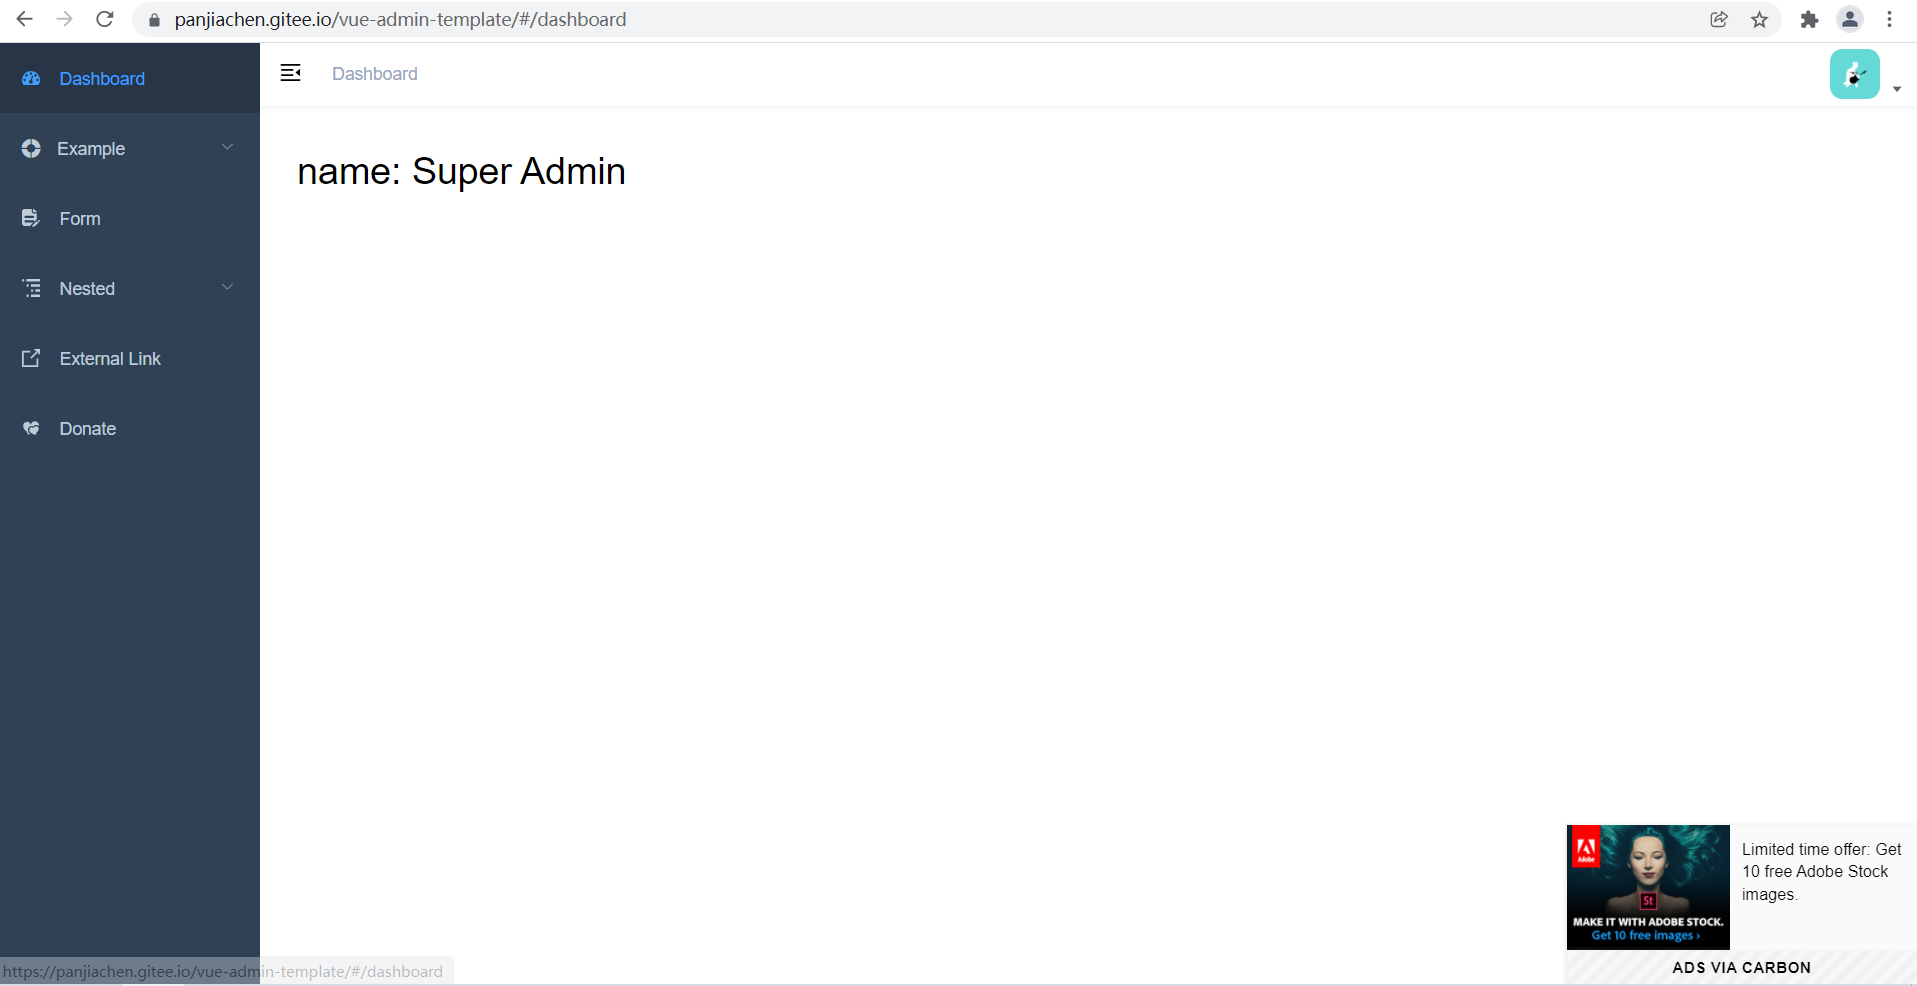 panjiachen.gitee.io/vue-admin-template/#/dashboard
Dashboard
Example
Form
Nested
External Link
Donate
Dashboard
name: Super Admin
Adobe
St
MAKE IT WITH ADOBE STOCK.
Get 10 free images ›
Limited time offer: Get
10 free Adobe Stock
images.
ADS VIA CARBON
https://panjiachen.gitee.io/vue-admin-template/#/dashboard